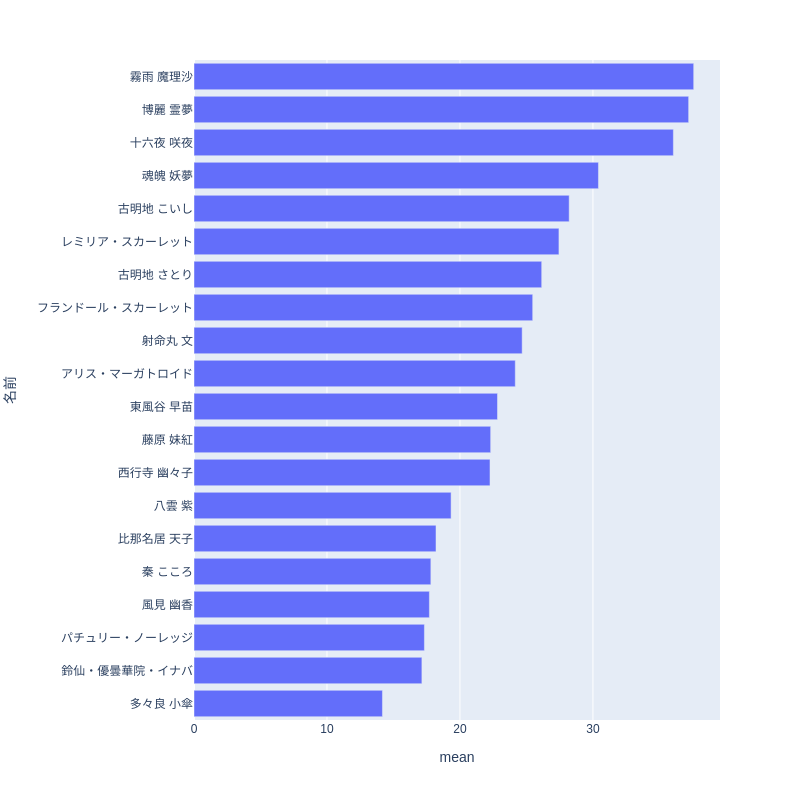 霧雨 魔理沙
博麗 霊夢
十六夜 咲夜
魂魄 妖夢
古明地 こいし
レミリア・スカーレット
古明地 さとり
フランドール・スカーレット
射命丸 文
アリス・マーガトロイド
東風谷 早苗
藤原 妹紅
西行寺 幽々子
八雲 紫
比那名居 天子
秦 こころ
風見 幽香
パチュリー・ノーレッジ
鈴仙・優曇華院・イナバ
多々良 小傘
名前
0 10 20 30
mean